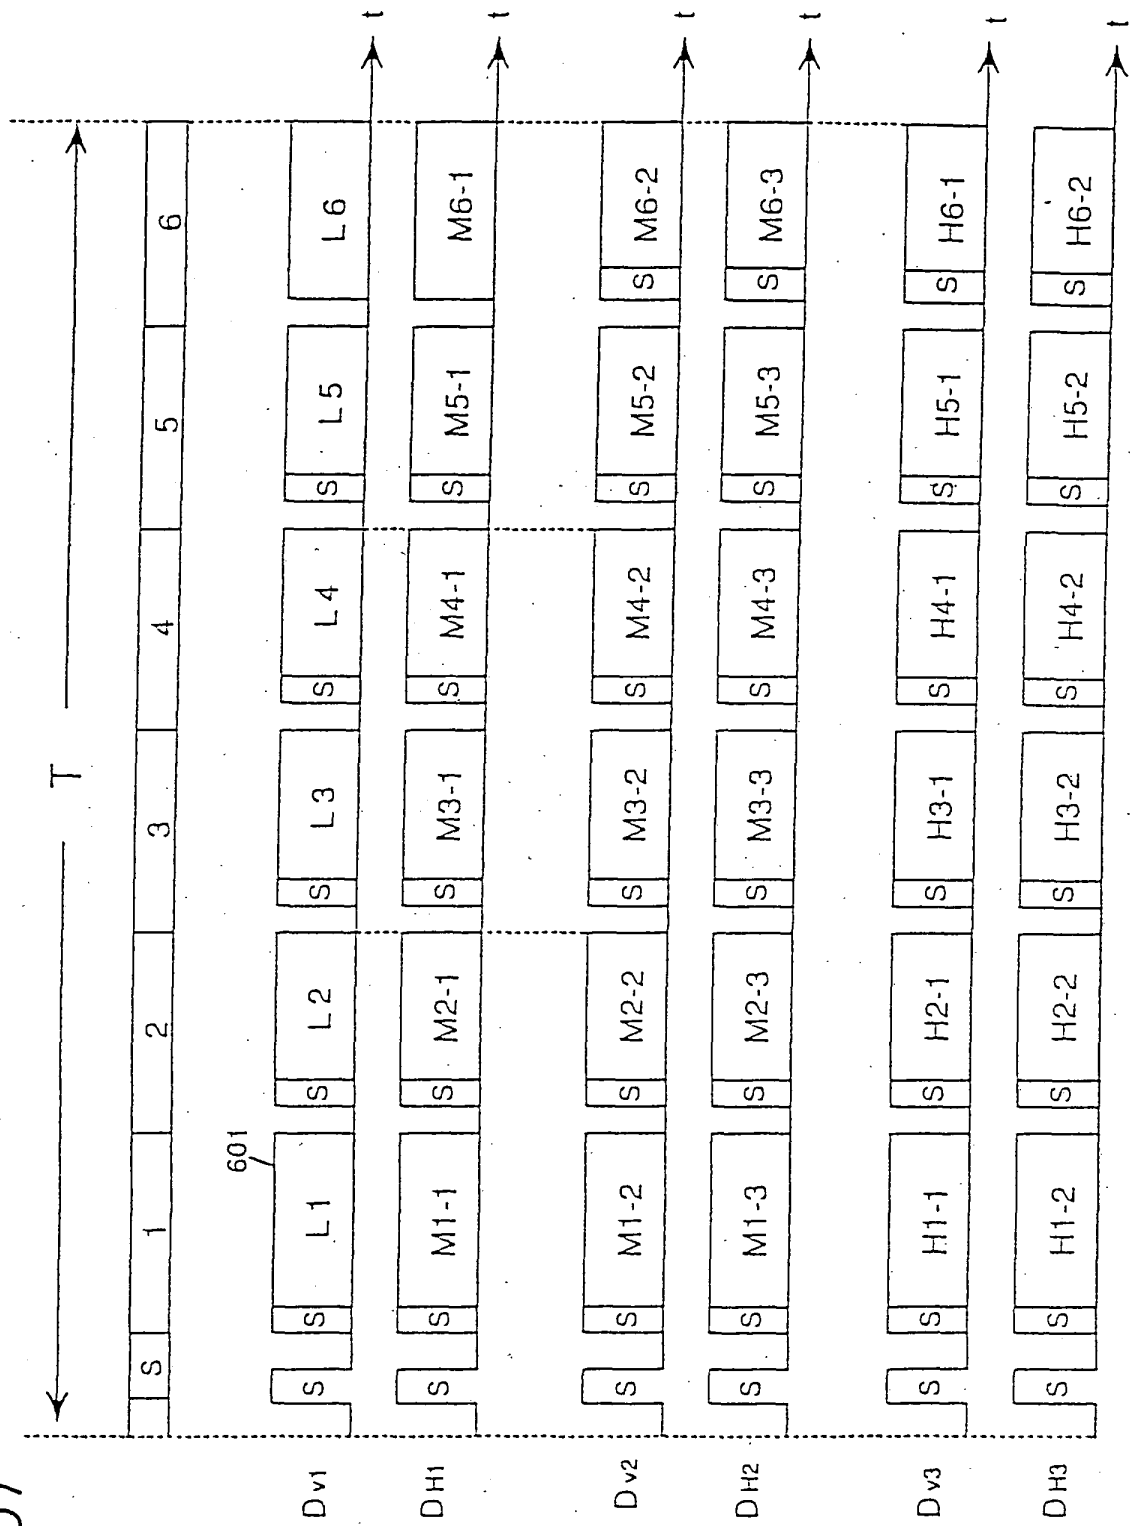 T
S 1 2 3 4 5 6
601
Dv1 S S L1 S L2 S L3 S L4 S L5 L6 t
DH1 S S M1-1 S M2-1 S M3-1 S M4-1 S M5-1 M6-1 t
Dv2 S S M1-2 S M2-2 S M3-2 S M4-2 S M5-2 S M6-2 t
DH2 S S M1-3 S M2-3 S M3-3 S M4-3 S M5-3 S M6-3 t
Dv3 S S H1-1 S H2-1 S H3-1 S H4-1 S H5-1 S H6-1 t
DH3 S S H1-2 S H2-2 S H3-2 S H4-2 S H5-2 S H6-2 t